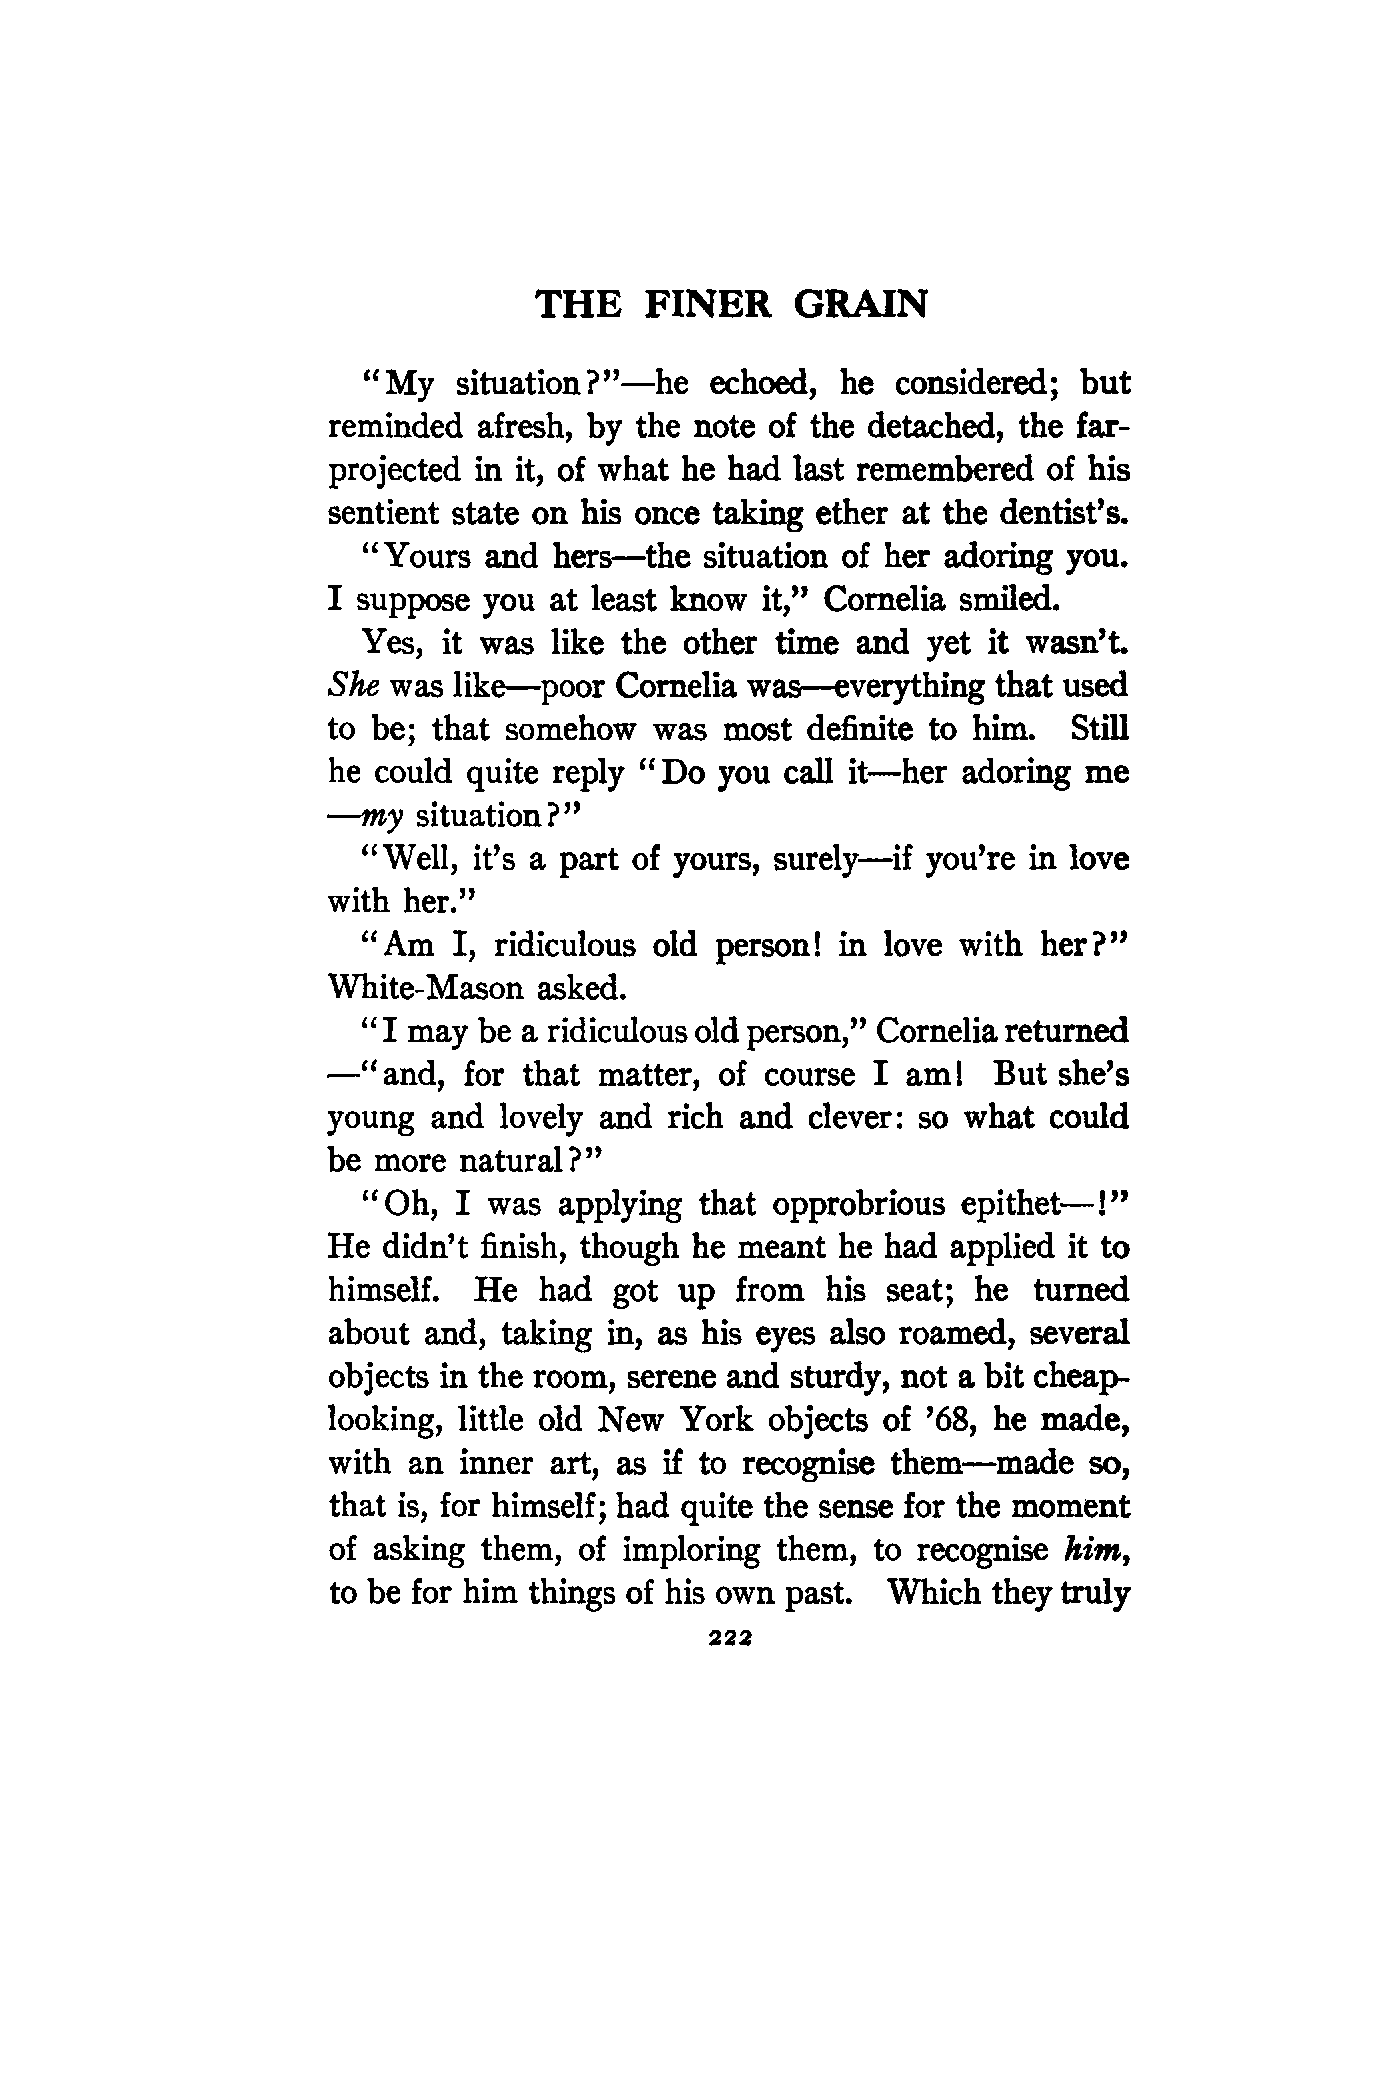 THE FINER GRAIN
"My situation?"—he echoed, he considered; but
reminded afresh, by the note of the detached, the far-
projected in it, of what he had last remembered of his
sentient state on his once taking ether at the dentist's.
"Yours and hers—the situation of her adoring you.
I suppose you at least know it," Cornelia smiled.
Yes, it was like the other time and yet it wasn't.
She was like—poor Cornelia was—everything that used
to be; that somehow was most definite to him. Still
he could quite reply "Do you call it—her adoring me
—my situation?"
"Well, it's a part of yours, surely—if you're in love
with her."
"Am I, ridiculous old person! in love with her?"
White-Mason asked.
"I may be a ridiculous old person," Cornelia returned
—"and, for that matter, of course I am! But she's
young and lovely and rich and clever: so what could
be more natural?"
"Oh, I was applying that opprobrious epithet—!"
He didn't finish, though he meant he had applied it to
himself. He had got up from his seat; he turned
about and, taking in, as his eyes also roamed, several
objects in the room, serene and sturdy, not a bit cheap-
looking, little old New York objects of '68, he made,
with an inner art, as if to recognise them—made so,
that is, for himself; had quite the sense for the moment
of asking them, of imploring them, to recognise him,
to be for him things of his own past. Which they truly
222